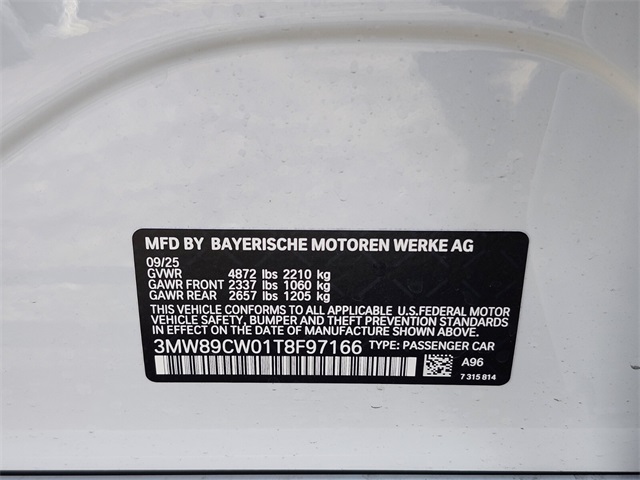 MFD BY BAYERISCHE MOTOREN WERKE AG
09/25
GVWR 4872 lbs 2210 kg
GAWR FRONT 2337 lbs 1060 kg
GAWR REAR 2657 lbs 1205 kg
THIS VEHICLE CONFORMS TO ALL APPLICABLE U.S.FEDERAL MOTOR
VEHICLE SAFETY, BUMPER AND THEFT PREVENTION STANDARDS
IN EFFECT ON THE DATE OF MANUFACTURE SHOWN ABOVE.
3MW89CW01T8F97166 TYPE: PASSENGER CAR
A96
7 315 814